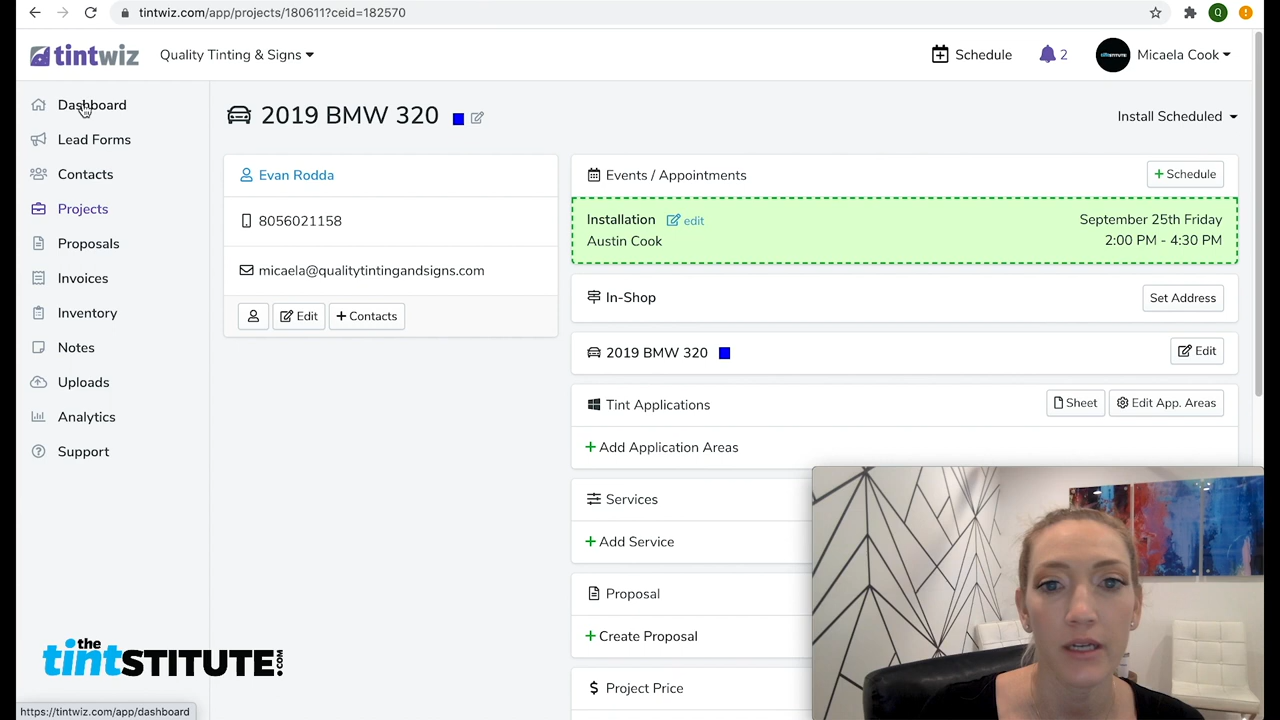 tintwiz.com/app/projects/180611?ceid=182570
Q
tintwiz
Quality Tinting & Signs
Schedule
2
Micaela Cook
Dashboard
Lead Forms
Contacts
Projects
Proposals
Invoices
Inventory
Notes
Uploads
Analytics
Support
2019 BMW 320
Install Scheduled
Evan Rodda
8056021158
micaela@qualitytintingandsigns.com
Edit
+ Contacts
Events / Appointments
+ Schedule
Installation edit
September 25th Friday
Austin Cook
2:00 PM - 4:30 PM
In-Shop
Set Address
2019 BMW 320
Edit
Tint Applications
Sheet
Edit App. Areas
+ Add Application Areas
Services
+ Add Service
Proposal
+ Create Proposal
$ Project Price
the
tintSTITUTE.COM
https://tintwiz.com/app/dashboard